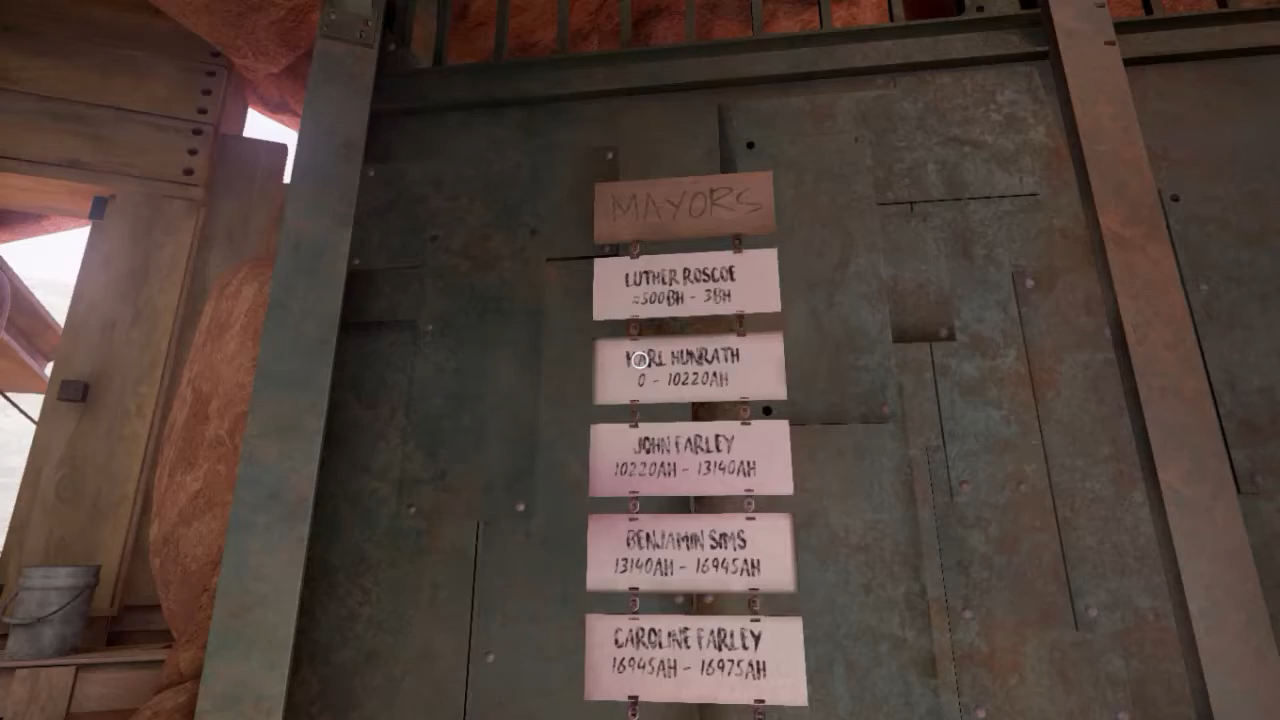 MAYORS
LUTHER ROSCOE
≈500BH - 3BH
KARL HUNRATH
0 - 10220AH
JOHN FARLEY
10220AH - 13140AH
BENJAMIN SIMS
13140AH - 16945AH
CAROLINE FARLEY
16945AH - 16975AH